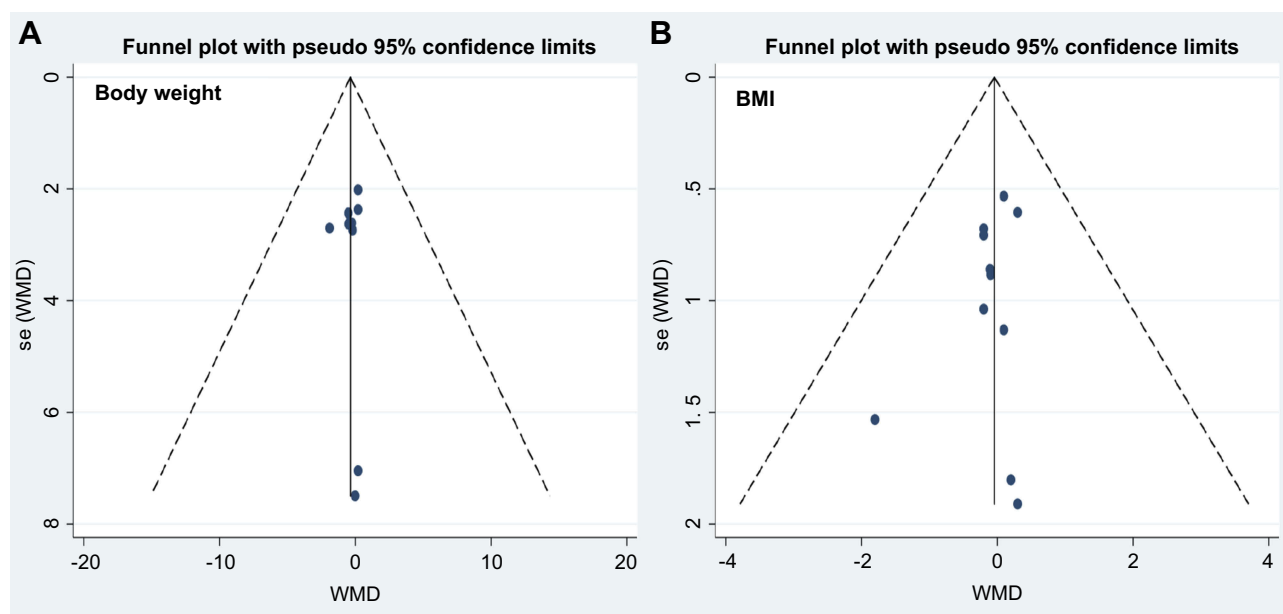 A
Funnel plot with pseudo 95% confidence limits
Body weight
0
2
4
6
8
se (WMD)
-20
-10
0
10
20
WMD
B
Funnel plot with pseudo 95% confidence limits
BMI
0
.5
1
1. 5
2
se (WMD)
-4
-2
0
2
4
WMD